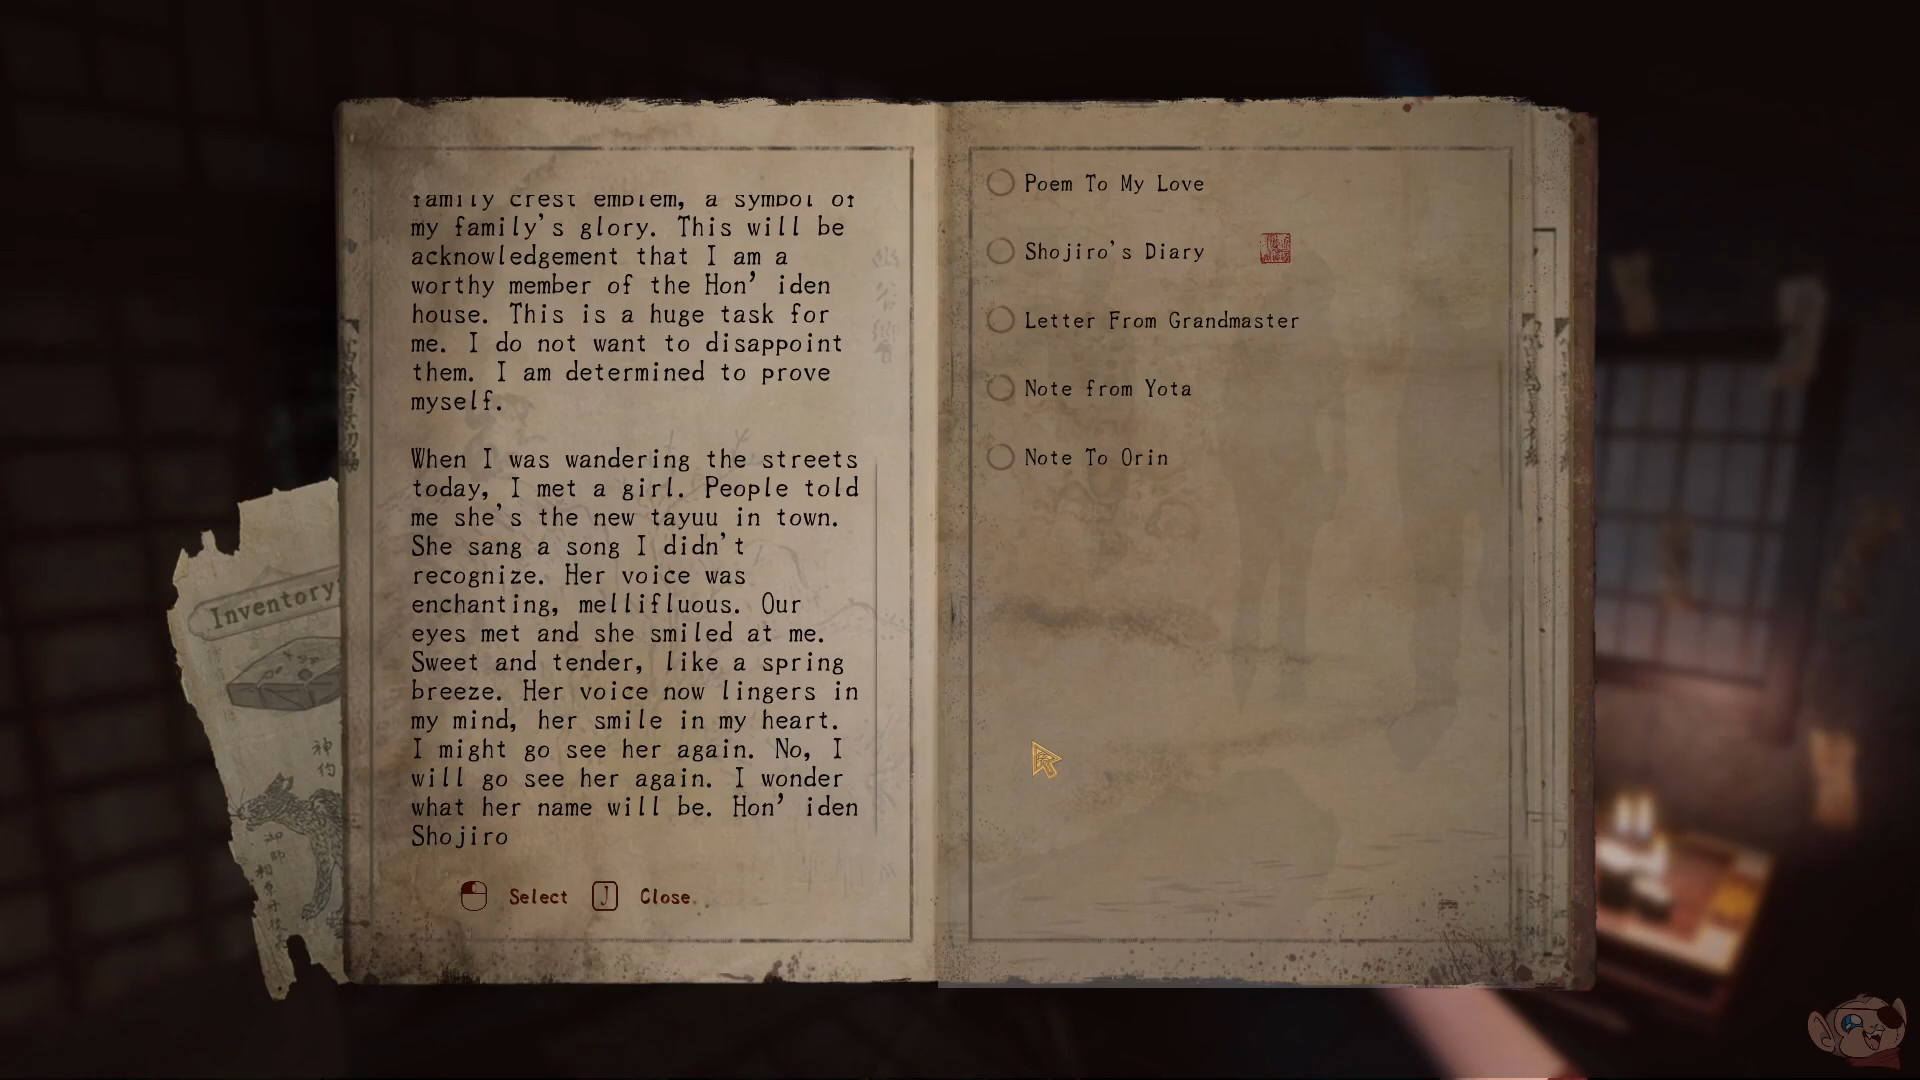 family crest emblem, a symbol of
my family's glory. This will be
acknowledgement that I am a
worthy member of the Hon' iden
house. This is a huge task for
me. I do not want to disappoint
them. I am determined to prove
myself.
When I was wandering the streets
today, I met a girl. People told
me she's the new tayuu in town.
She sang a song I didn't
recognize. Her voice was
enchanting, mellifluous. Our
eyes met and she smiled at me.
Sweet and tender, like a spring
breeze. Her voice now lingers in
my mind, her smile in my heart.
I might go see her again. No, I
will go see her again. I wonder
what her name will be. Hon' iden
Shojiro
Select J Close
Poem To My Love
Shojiro's Diary
Letter From Grandmaster
Note from Yota
Note To Orin
Inventory